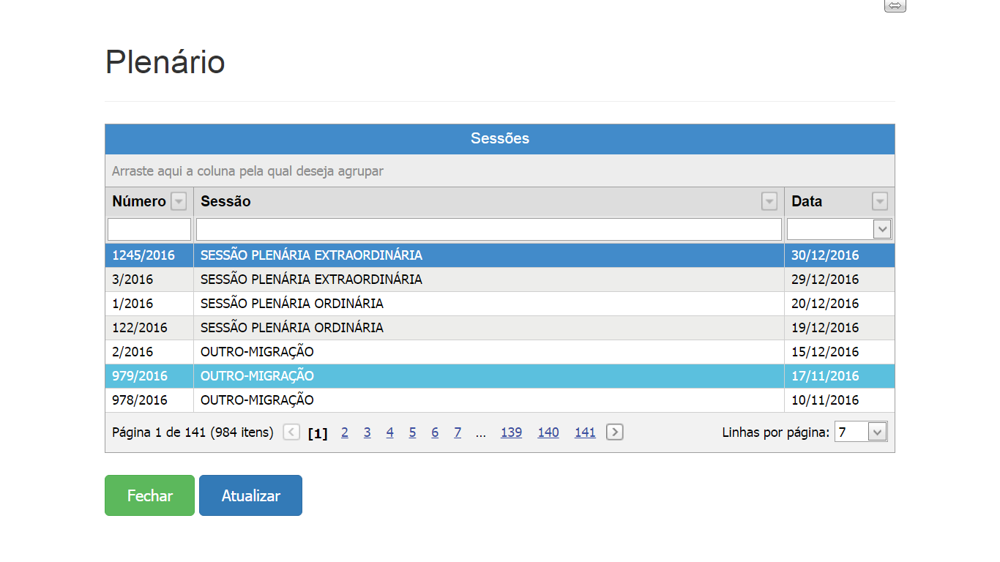 Plenário
Sessões
Arraste aqui a coluna pela qual deseja agrupar
Número Sessão Data
1245/2016 SESSÃO PLENÁRIA EXTRAORDINÁRIA 30/12/2016
3/2016 SESSÃO PLENÁRIA EXTRAORDINÁRIA 29/12/2016
1/2016 SESSÃO PLENÁRIA ORDINÁRIA 20/12/2016
122/2016 SESSÃO PLENÁRIA ORDINÁRIA 19/12/2016
2/2016 OUTRO-MIGRAÇÃO 15/12/2016
979/2016 OUTRO-MIGRAÇÃO 17/11/2016
978/2016 OUTRO-MIGRAÇÃO 10/11/2016
Página 1 de 141 (984 itens) [1] 2 3 4 5 6 7 ... 139 140 141 Linhas por página: 7
Fechar Atualizar